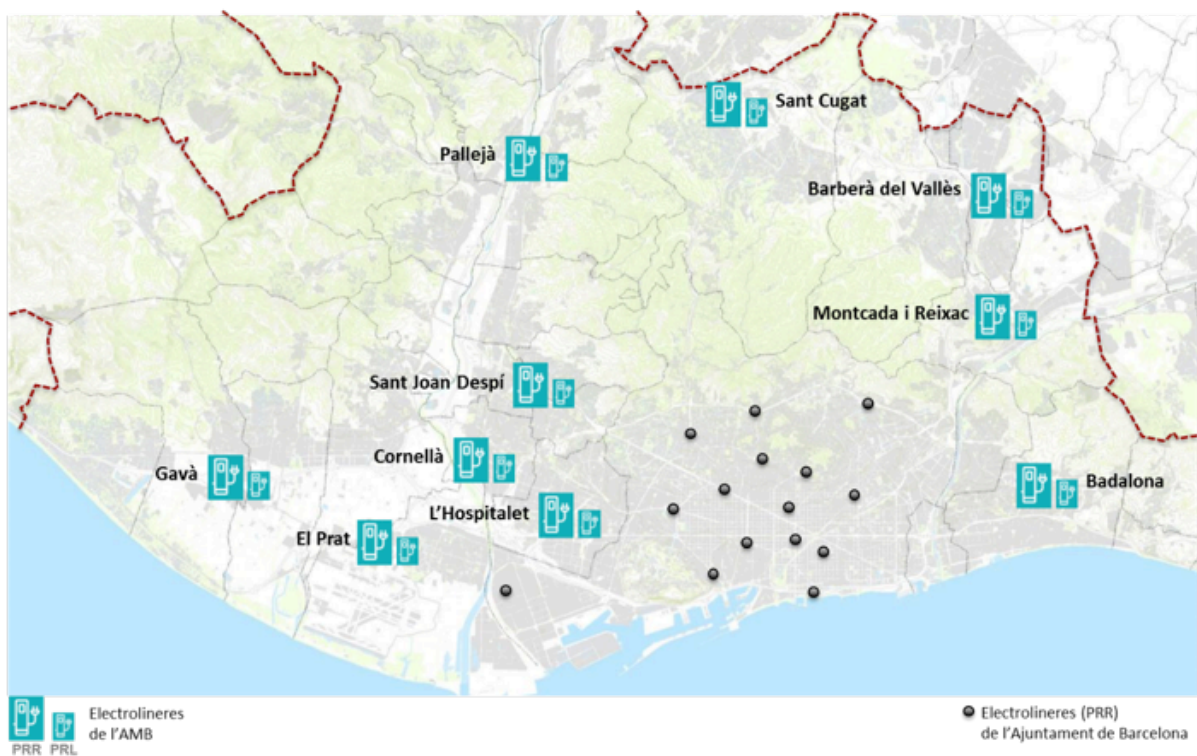 Sant Cugat
Pallejà
Barberà del Vallès
Montcada i Reixac
Sant Joan Despí
Cornellà
Gavà
Badalona
L'Hospitalet
El Prat
Electrolineres
de l'AMB
PRR PRL
Electrolineres (PRR)
de l'Ajuntament de Barcelona